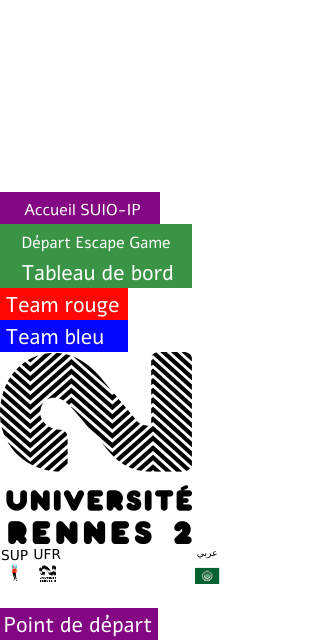 Accueil SUIO-IP
Départ Escape Game
Tableau de bord
Team rouge
Team bleu
UNIVERSITÉ
RENNES 2
SUP UFR
عربي
Point de départ